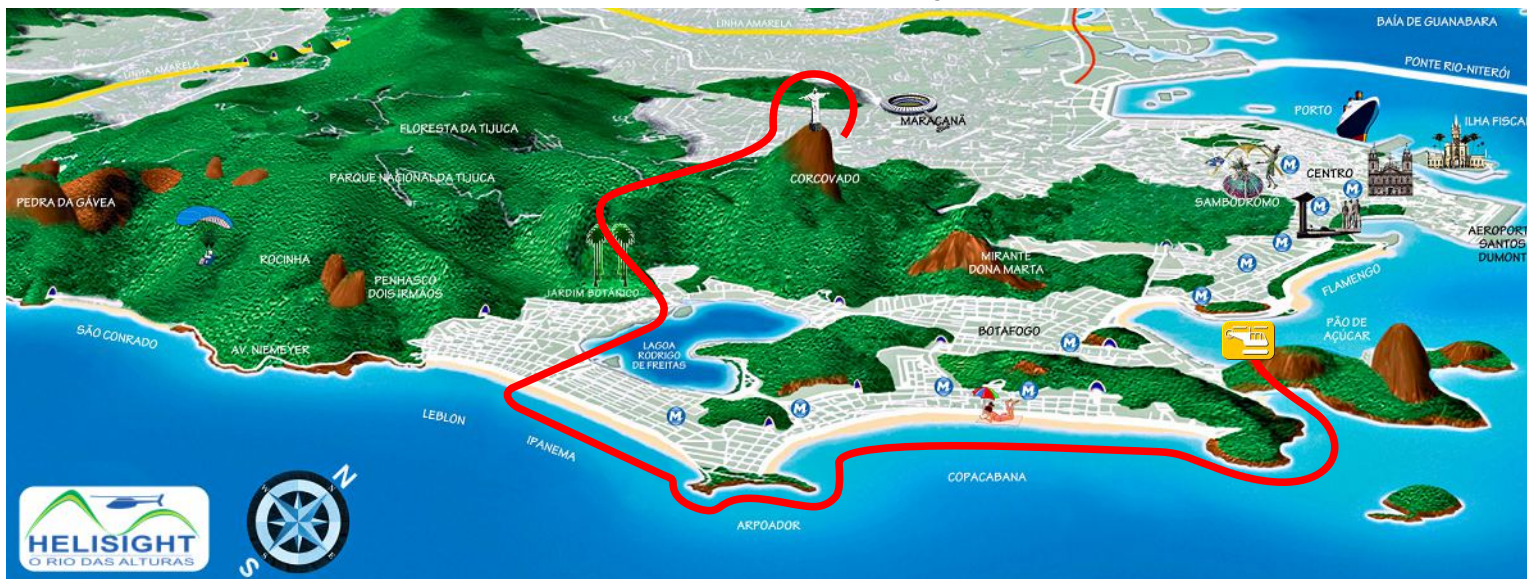 LINHA AMARELA
BAÍA DE GUANABARA
LINHA AMARELA
PONTE RIO-NITERÓI
PORTO
MARACANÃ
ILHA FISCAL
FLORESTA DA TIJUCA
M
CENTRO
PARQUE NACIONAL DA TIJUCA
CORCOVADO
M
PEDRA DA GÁVEA
SAMBÓDROMO
M
AEROPORT
SANTOS
DUMONT
M
ROCINHA
MIRANTE
DONA MARTA
M
PENHASCO
DOIS IRMÃOS
JARDIM BOTÂNICO
M
FLAMENGO
SÃO CONRADO
BOTAFOGO
M
PÃO DE
AÇÚCAR
AV. NIEMEYER
LAGOA
RODRIGO
DE FREITAS
M
M
M
M
LEBLON
IPANEMA
COPACABANA
ARPOADOR
N
S
HELISIGHT
O RIO DAS ALTURAS